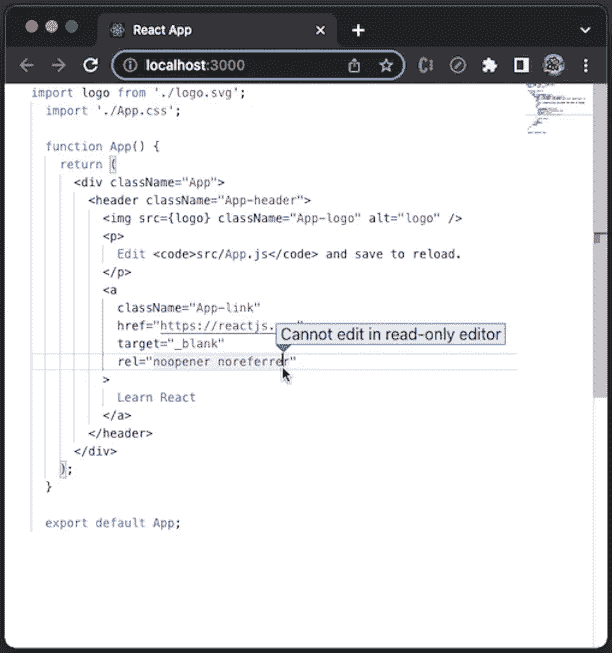 React App
localhost:3000
import logo from './logo.svg';
import './App.css';
function App() {
return (
<div className="App">
<header className="App-header">
<img src={logo} className="App-logo" alt="logo" />
<p>
Edit <code>src/App.js</code> and save to reload.
</p>
<a
className="App-link"
href="https://reactjs.
Cannot edit in read-only editor
target="_blank"
rel="noopener noreferrer"
>
Learn React
</a>
</header>
</div>
);
}
export default App;